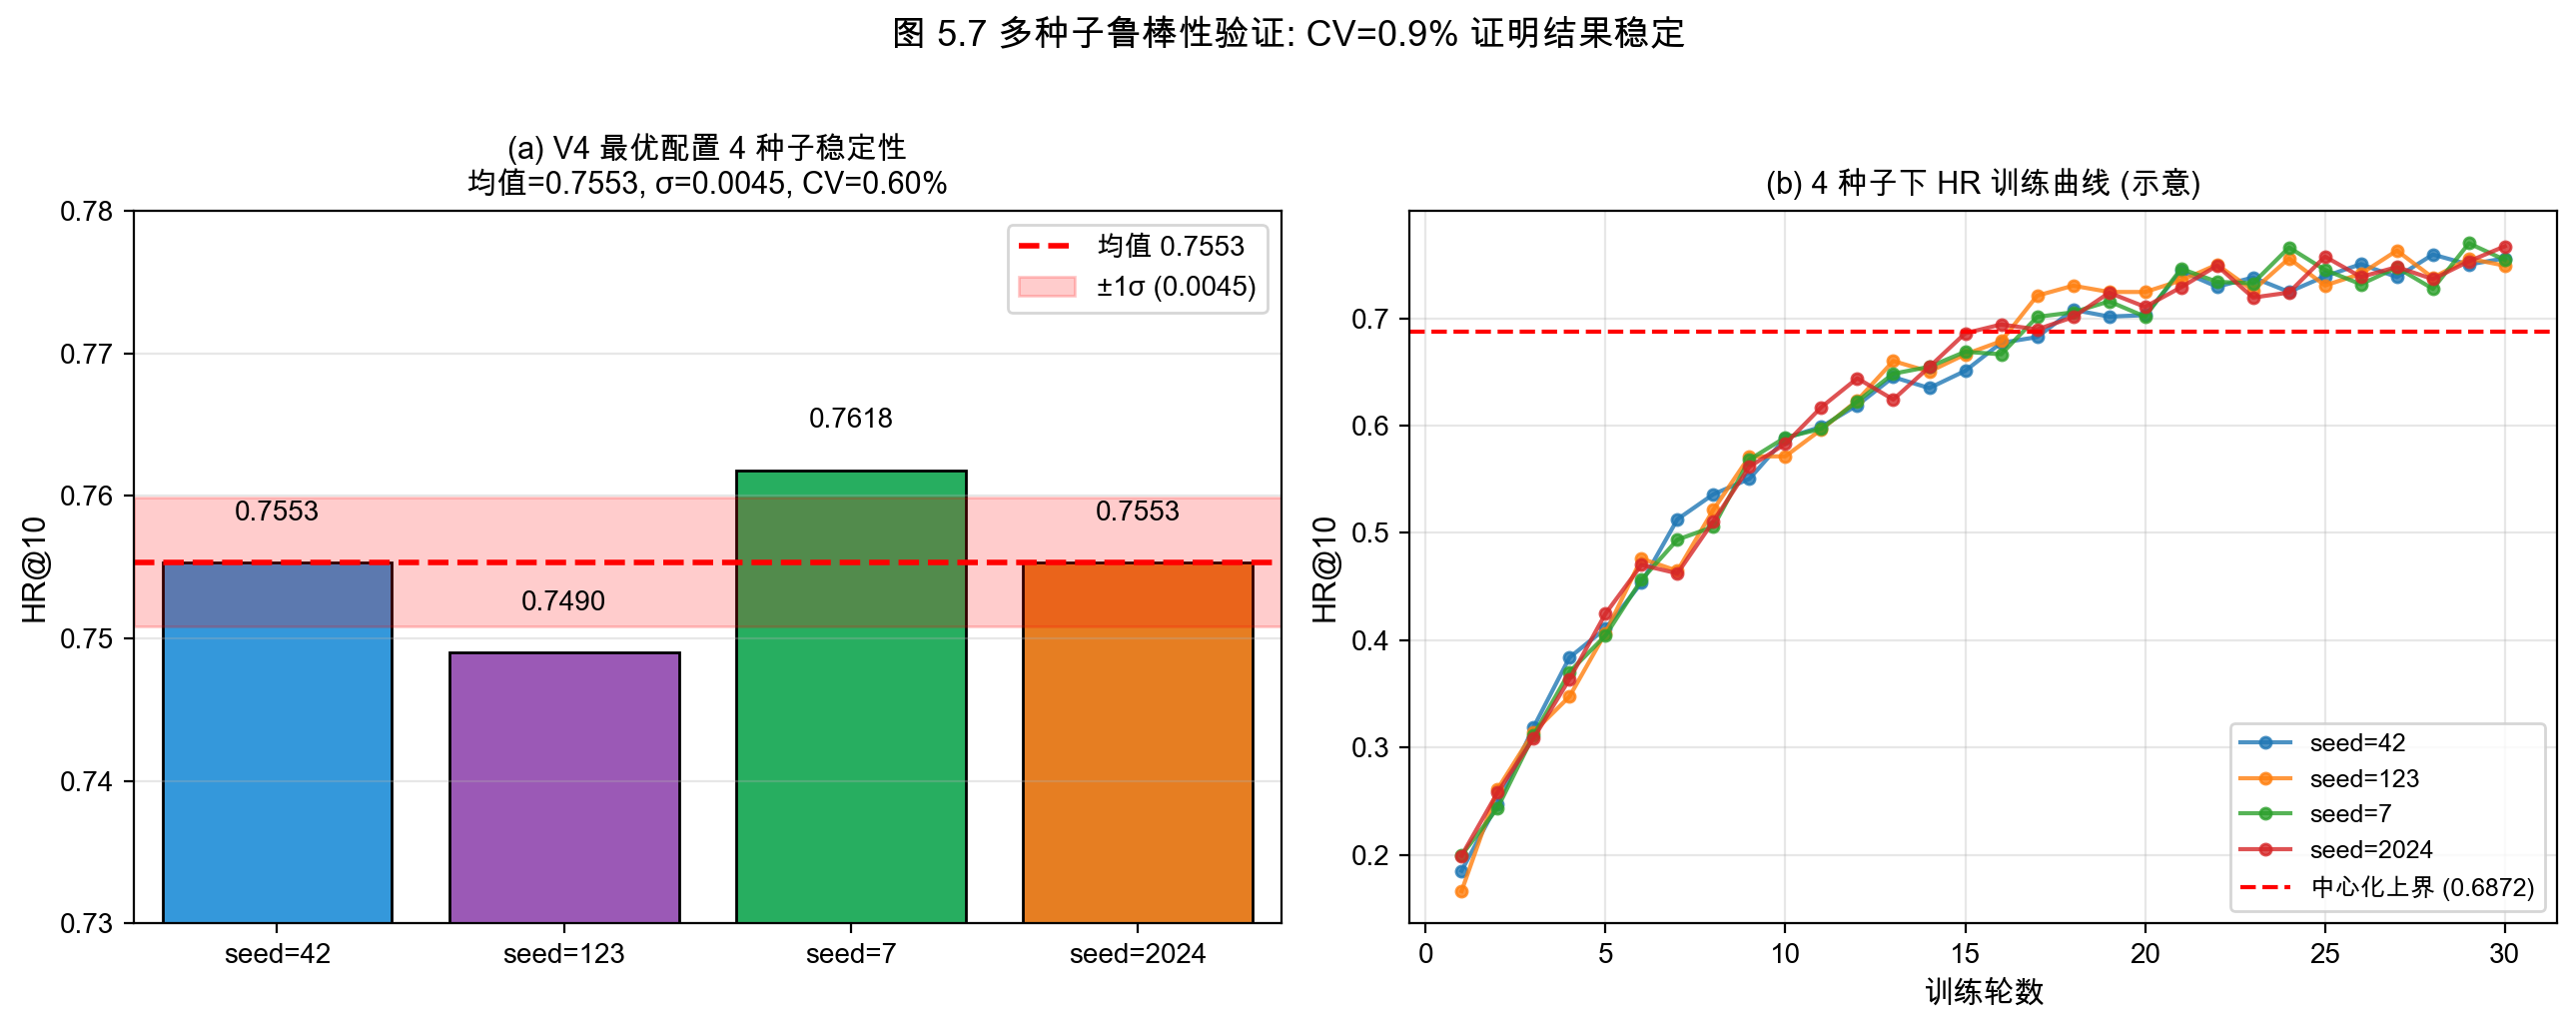 图 5.7 多种子鲁棒性验证: CV=0.9% 证明结果稳定
(a) V4 最优配置 4 种子稳定性
均值=0.7553, σ=0.0045, CV=0.60%
0.78
0.77
0.76
0.75
0.74
0.73
HR@10
均值 0.7553
±1σ (0.0045)
0.7553
0.7490
0.7618
0.7553
seed=42
seed=123
seed=7
seed=2024
(b) 4 种子下 HR 训练曲线 (示意)
0.7
0.6
0.5
0.4
0.3
0.2
HR@10
seed=42
seed=123
seed=7
seed=2024
中心化上界 (0.6872)
0
5
10
15
20
25
30
训练轮数